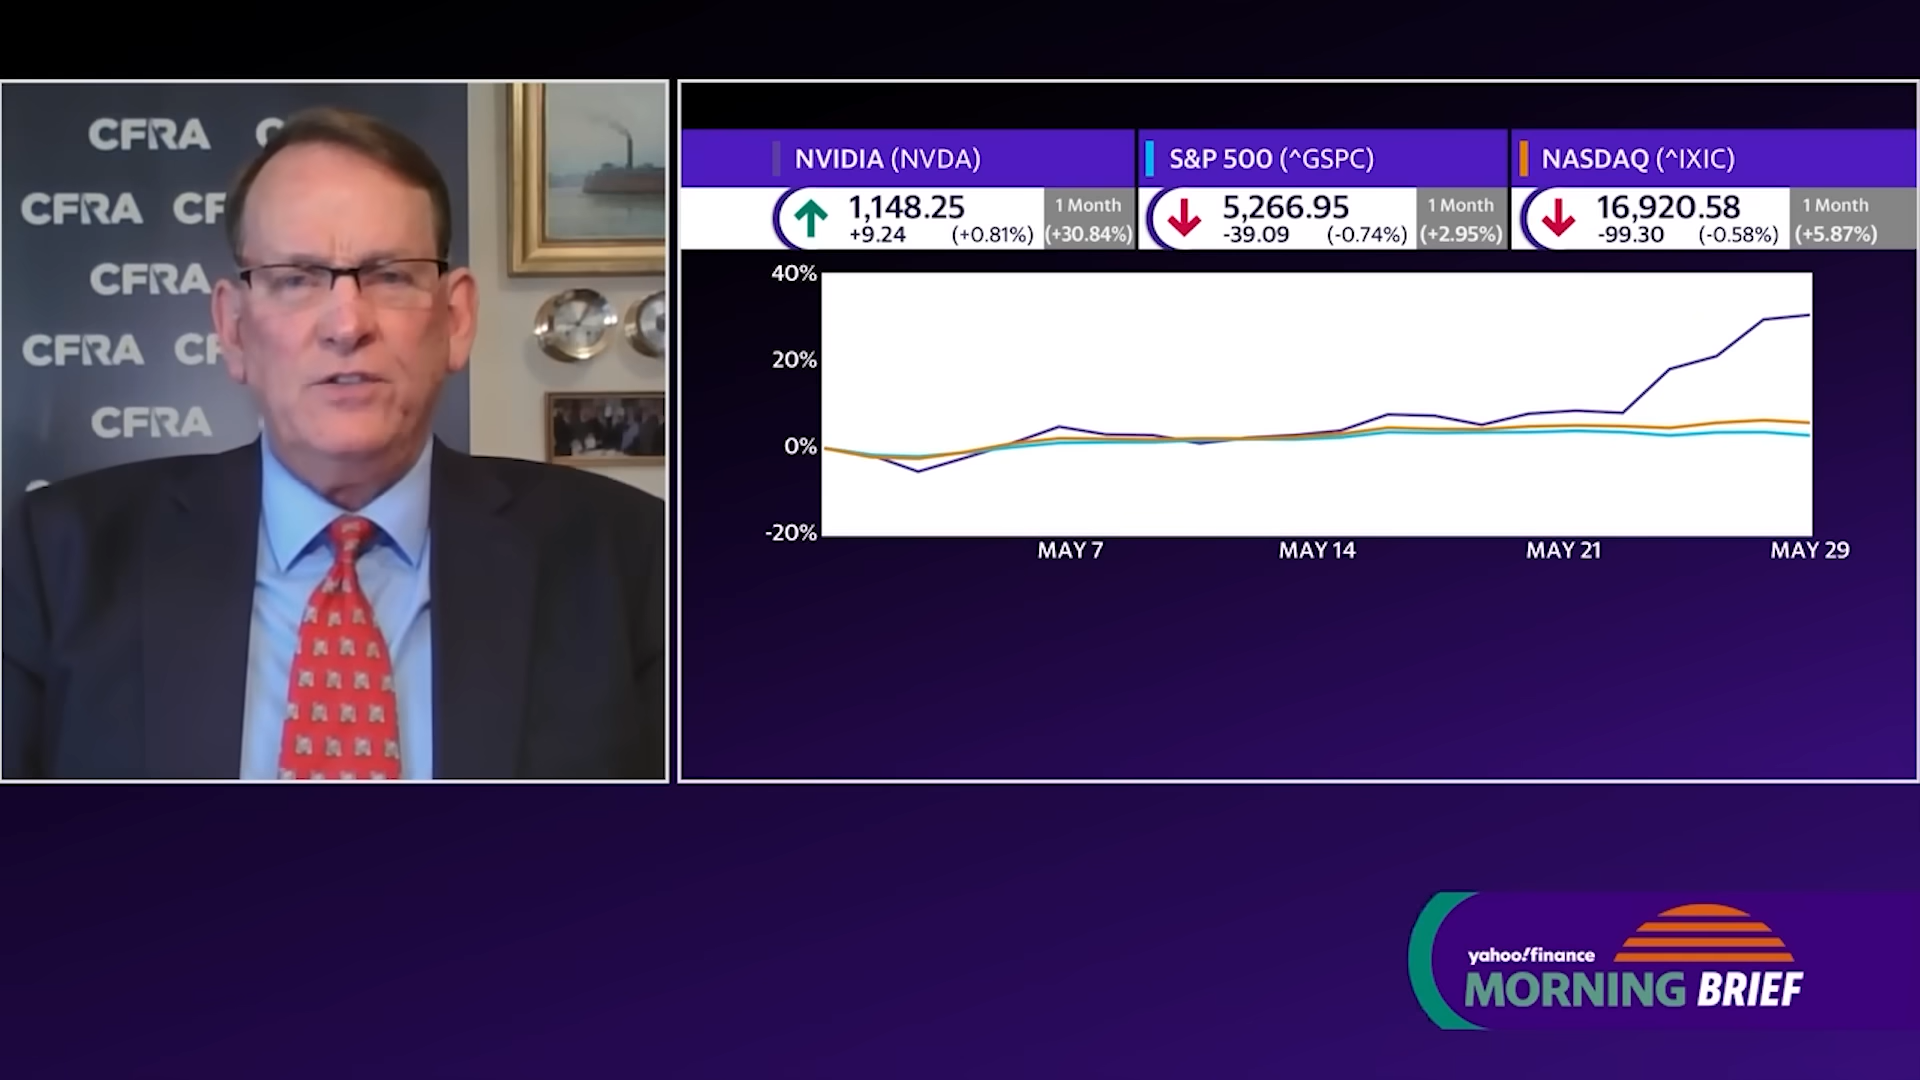 CFRA
CFRA CF
CFRA
CFRA CF
CFRA
NVIDIA (NVDA)
1,148.25
+9.24 (+0.81%)
1 Month
(+30.84%)
S&P 500 (^GSPC)
5,266.95
-39.09 (-0.74%)
1 Month
(+2.95%)
NASDAQ (^IXIC)
16,920.58
-99.30 (-0.58%)
1 Month
(+5.87%)
40%
20%
0%
-20%
MAY 7 MAY 14 MAY 21 MAY 29
yahoo!finance
MORNING BRIEF